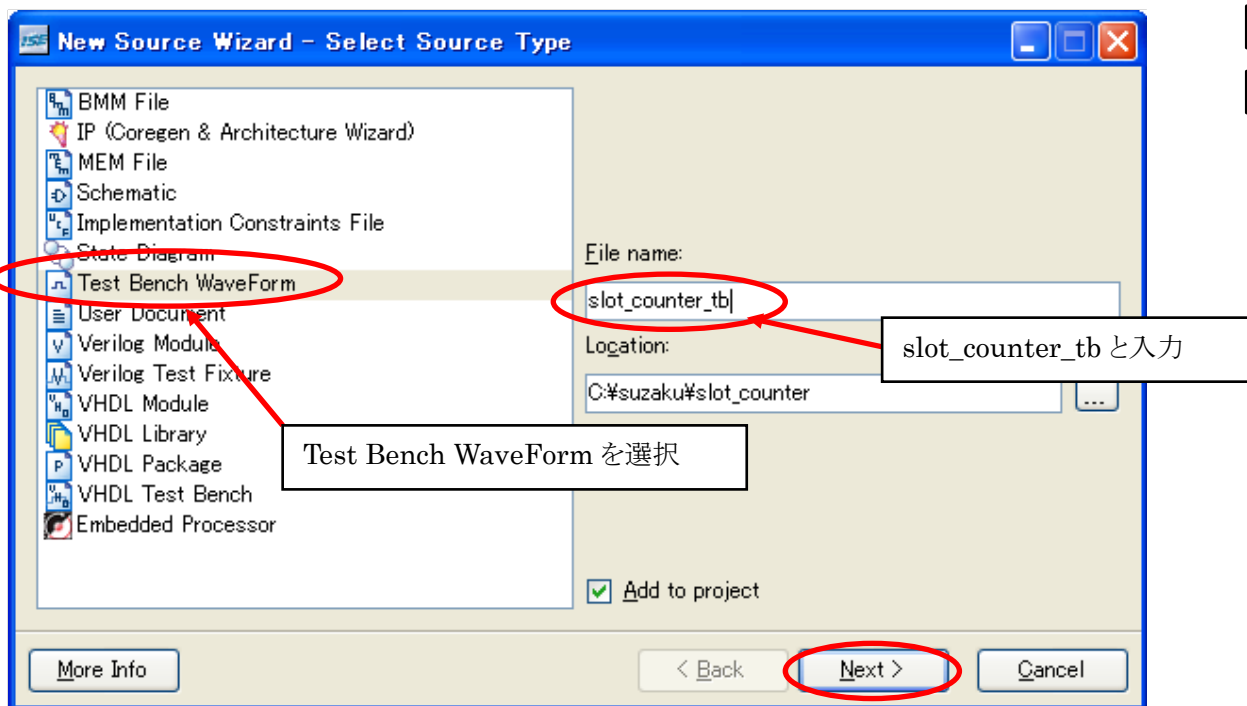 New Source Wizard - Select Source Type
BMM File
IP (Coregen & Architecture Wizard)
MEM File
Schematic
Implementation Constraints File
State Diagram
Test Bench WaveForm
User Document
Verilog Module
Verilog Test Fixture
VHDL Module
VHDL Library
VHDL Package
VHDL Test Bench
Embedded Processor
Test Bench WaveForm を選択
File name:
slot_counter_tb
slot_counter_tb と入力
Location:
C:¥suzaku¥slot_counter
...
Add to project
More Info
< Back
Next >
Cancel